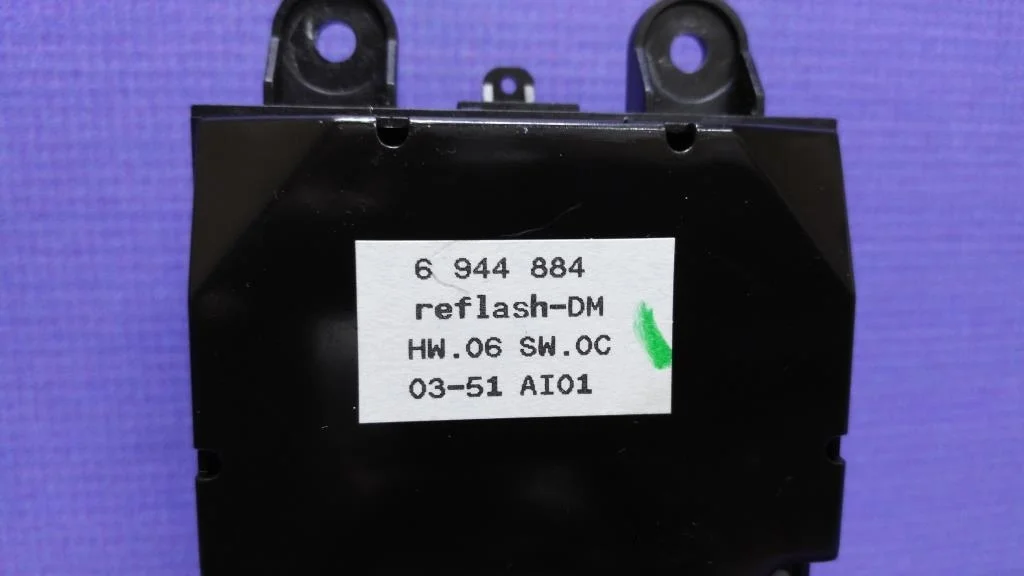 6 944 884
reflash-DM
HW.06 SW.0C
03-51 AI01